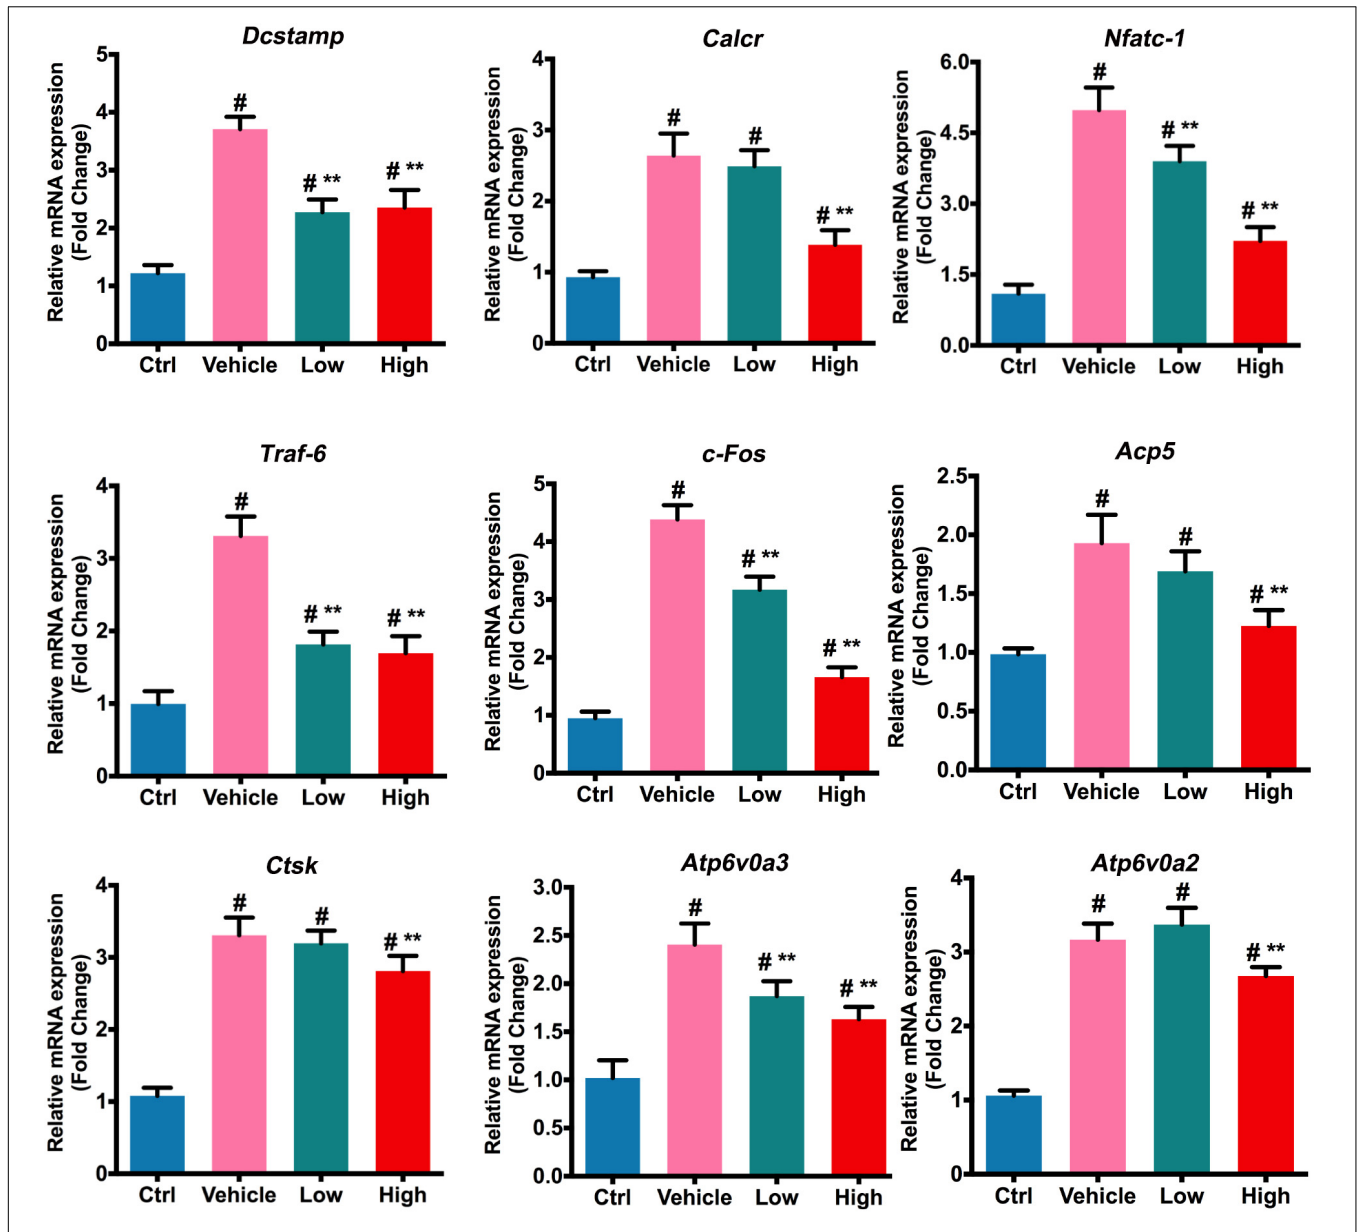 Dcstamp
Relative mRNA expression
(Fold Change)
5
4
3
2
1
0
#
# **
# **
Ctrl Vehicle Low High
Calcr
Relative mRNA expression
(Fold Change)
4
3
2
1
0
#
#
# **
Ctrl Vehicle Low High
Nfatc-1
Relative mRNA expression
(Fold Change)
6.0
4.5
3.0
1.5
0.0
#
# **
# **
Ctrl Vehicle Low High
Traf-6
Relative mRNA expression
(Fold Change)
4
3
2
1
0
#
# **
# **
Ctrl Vehicle Low High
c-Fos
Relative mRNA expression
(Fold Change)
5
4
3
2
1
0
#
# **
# **
Ctrl Vehicle Low High
Acp5
Relative mRNA expression
(Fold Change)
2.5
2.0
1.5
1.0
0.5
0.0
#
#
# **
Ctrl Vehicle Low High
Ctsk
Relative mRNA expression
(Fold Change)
4
3
2
1
0
#
#
# **
Ctrl Vehicle Low High
Atp6v0a3
Relative mRNA expression
(Fold Change)
3.0
2.5
2.0
1.5
1.0
0.5
0.0
#
# **
# **
Ctrl Vehicle Low High
Atp6v0a2
Relative mRNA expression
(Fold Change)
4
3
2
1
0
#
#
# **
Ctrl Vehicle Low High